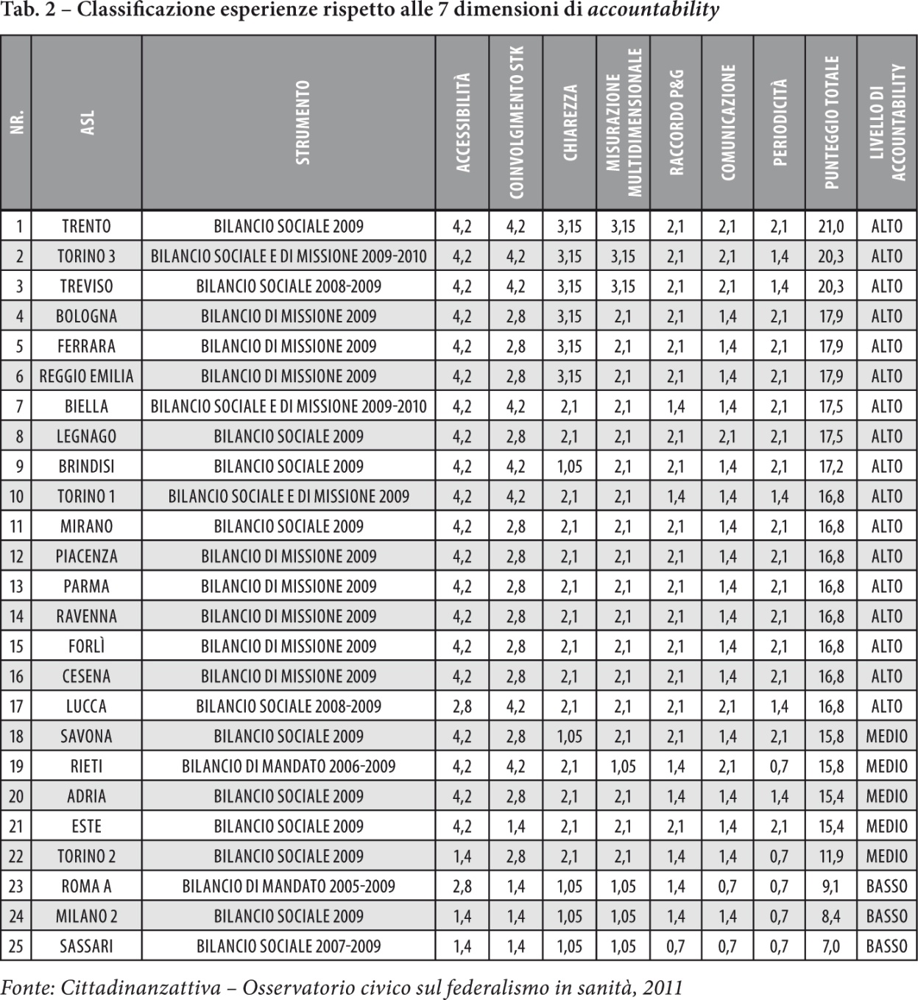 Tab. 2 – Classificazione esperienze rispetto alle 7 dimensioni di accountability
NR. ASL STRUMENTO ACCESSIBILITÀ COINVOLGIMENTO STK CHIAREZZA MISURAZIONE MULTIDIMENSIONALE RACCORDO P&G COMUNICAZIONE PERIODICITÀ PUNTEGGIO TOTALE LIVELLO DI ACCOUNTABILITY
1 TRENTO BILANCIO SOCIALE 2009 4,2 4,2 3,15 3,15 2,1 2,1 2,1 21,0 ALTO
2 TORINO 3 BILANCIO SOCIALE E DI MISSIONE 2009-2010 4,2 4,2 3,15 3,15 2,1 2,1 1,4 20,3 ALTO
3 TREVISO BILANCIO SOCIALE 2008-2009 4,2 4,2 3,15 3,15 2,1 2,1 1,4 20,3 ALTO
4 BOLOGNA BILANCIO DI MISSIONE 2009 4,2 2,8 3,15 2,1 2,1 1,4 2,1 17,9 ALTO
5 FERRARA BILANCIO DI MISSIONE 2009 4,2 2,8 3,15 2,1 2,1 1,4 2,1 17,9 ALTO
6 REGGIO EMILIA BILANCIO DI MISSIONE 2009 4,2 2,8 3,15 2,1 2,1 1,4 2,1 17,9 ALTO
7 BIELLA BILANCIO SOCIALE E DI MISSIONE 2009-2010 4,2 4,2 2,1 2,1 1,4 1,4 2,1 17,5 ALTO
8 LEGNAGO BILANCIO SOCIALE 2009 4,2 2,8 2,1 2,1 2,1 2,1 2,1 17,5 ALTO
9 BRINDISI BILANCIO SOCIALE 2009 4,2 4,2 1,05 2,1 2,1 1,4 2,1 17,2 ALTO
10 TORINO 1 BILANCIO SOCIALE E DI MISSIONE 2009 4,2 4,2 2,1 2,1 1,4 1,4 1,4 16,8 ALTO
11 MIRANO BILANCIO SOCIALE 2009 4,2 2,8 2,1 2,1 2,1 1,4 2,1 16,8 ALTO
12 PIACENZA BILANCIO DI MISSIONE 2009 4,2 2,8 2,1 2,1 2,1 1,4 2,1 16,8 ALTO
13 PARMA BILANCIO DI MISSIONE 2009 4,2 2,8 2,1 2,1 2,1 1,4 2,1 16,8 ALTO
14 RAVENNA BILANCIO DI MISSIONE 2009 4,2 2,8 2,1 2,1 2,1 1,4 2,1 16,8 ALTO
15 FORLÌ BILANCIO DI MISSIONE 2009 4,2 2,8 2,1 2,1 2,1 1,4 2,1 16,8 ALTO
16 CESENA BILANCIO DI MISSIONE 2009 4,2 2,8 2,1 2,1 2,1 1,4 2,1 16,8 ALTO
17 LUCCA BILANCIO SOCIALE 2008-2009 2,8 4,2 2,1 2,1 2,1 2,1 1,4 16,8 ALTO
18 SAVONA BILANCIO SOCIALE 2009 4,2 2,8 1,05 2,1 2,1 1,4 2,1 15,8 MEDIO
19 RIETI BILANCIO DI MANDATO 2006-2009 4,2 4,2 2,1 1,05 1,4 2,1 0,7 15,8 MEDIO
20 ADRIA BILANCIO SOCIALE 2009 4,2 2,8 2,1 2,1 1,4 1,4 1,4 15,4 MEDIO
21 ESTE BILANCIO SOCIALE 2009 4,2 1,4 2,1 2,1 2,1 1,4 2,1 15,4 MEDIO
22 TORINO 2 BILANCIO SOCIALE 2009 1,4 2,8 2,1 2,1 1,4 1,4 0,7 11,9 MEDIO
23 ROMA A BILANCIO DI MANDATO 2005-2009 2,8 1,4 1,05 1,05 1,4 0,7 0,7 9,1 BASSO
24 MILANO 2 BILANCIO SOCIALE 2009 1,4 1,4 1,05 1,05 1,4 1,4 0,7 8,4 BASSO
25 SASSARI BILANCIO SOCIALE 2007-2009 1,4 1,4 1,05 1,05 0,7 0,7 0,7 7,0 BASSO
Fonte: Cittadinanzattiva – Osservatorio civico sul federalismo in sanità, 2011